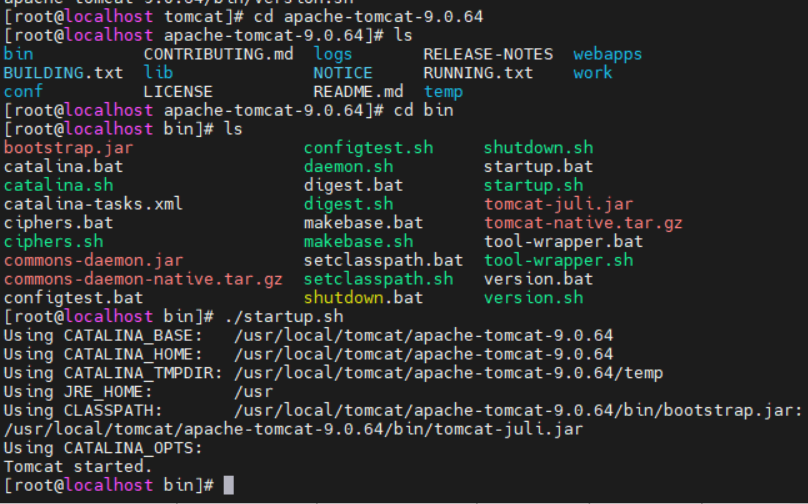 apache-tomcat-9.0.64/bin/version.sh
[root@localhost tomcat]# cd apache-tomcat-9.0.64
[root@localhost apache-tomcat-9.0.64]# ls
bin CONTRIBUTING.md logs RELEASE-NOTES webapps
BUILDING.txt lib NOTICE RUNNING.txt work
conf LICENSE README.md temp
[root@localhost apache-tomcat-9.0.64]# cd bin
[root@localhost bin]# ls
bootstrap.jar configtest.sh shutdown.sh
catalina.bat daemon.sh startup.bat
catalina.sh digest.bat startup.sh
catalina-tasks.xml digest.sh tomcat-juli.jar
ciphers.bat makebase.bat tomcat-native.tar.gz
ciphers.sh makebase.sh tool-wrapper.bat
commons-daemon.jar setclasspath.bat tool-wrapper.sh
commons-daemon-native.tar.gz setclasspath.sh version.bat
configtest.bat shutdown.bat version.sh
[root@localhost bin]# ./startup.sh
Using CATALINA_BASE: /usr/local/tomcat/apache-tomcat-9.0.64
Using CATALINA_HOME: /usr/local/tomcat/apache-tomcat-9.0.64
Using CATALINA_TMPDIR: /usr/local/tomcat/apache-tomcat-9.0.64/temp
Using JRE_HOME: /usr
Using CLASSPATH: /usr/local/tomcat/apache-tomcat-9.0.64/bin/bootstrap.jar:
/usr/local/tomcat/apache-tomcat-9.0.64/bin/tomcat-juli.jar
Using CATALINA_OPTS:
Tomcat started.
[root@localhost bin]#